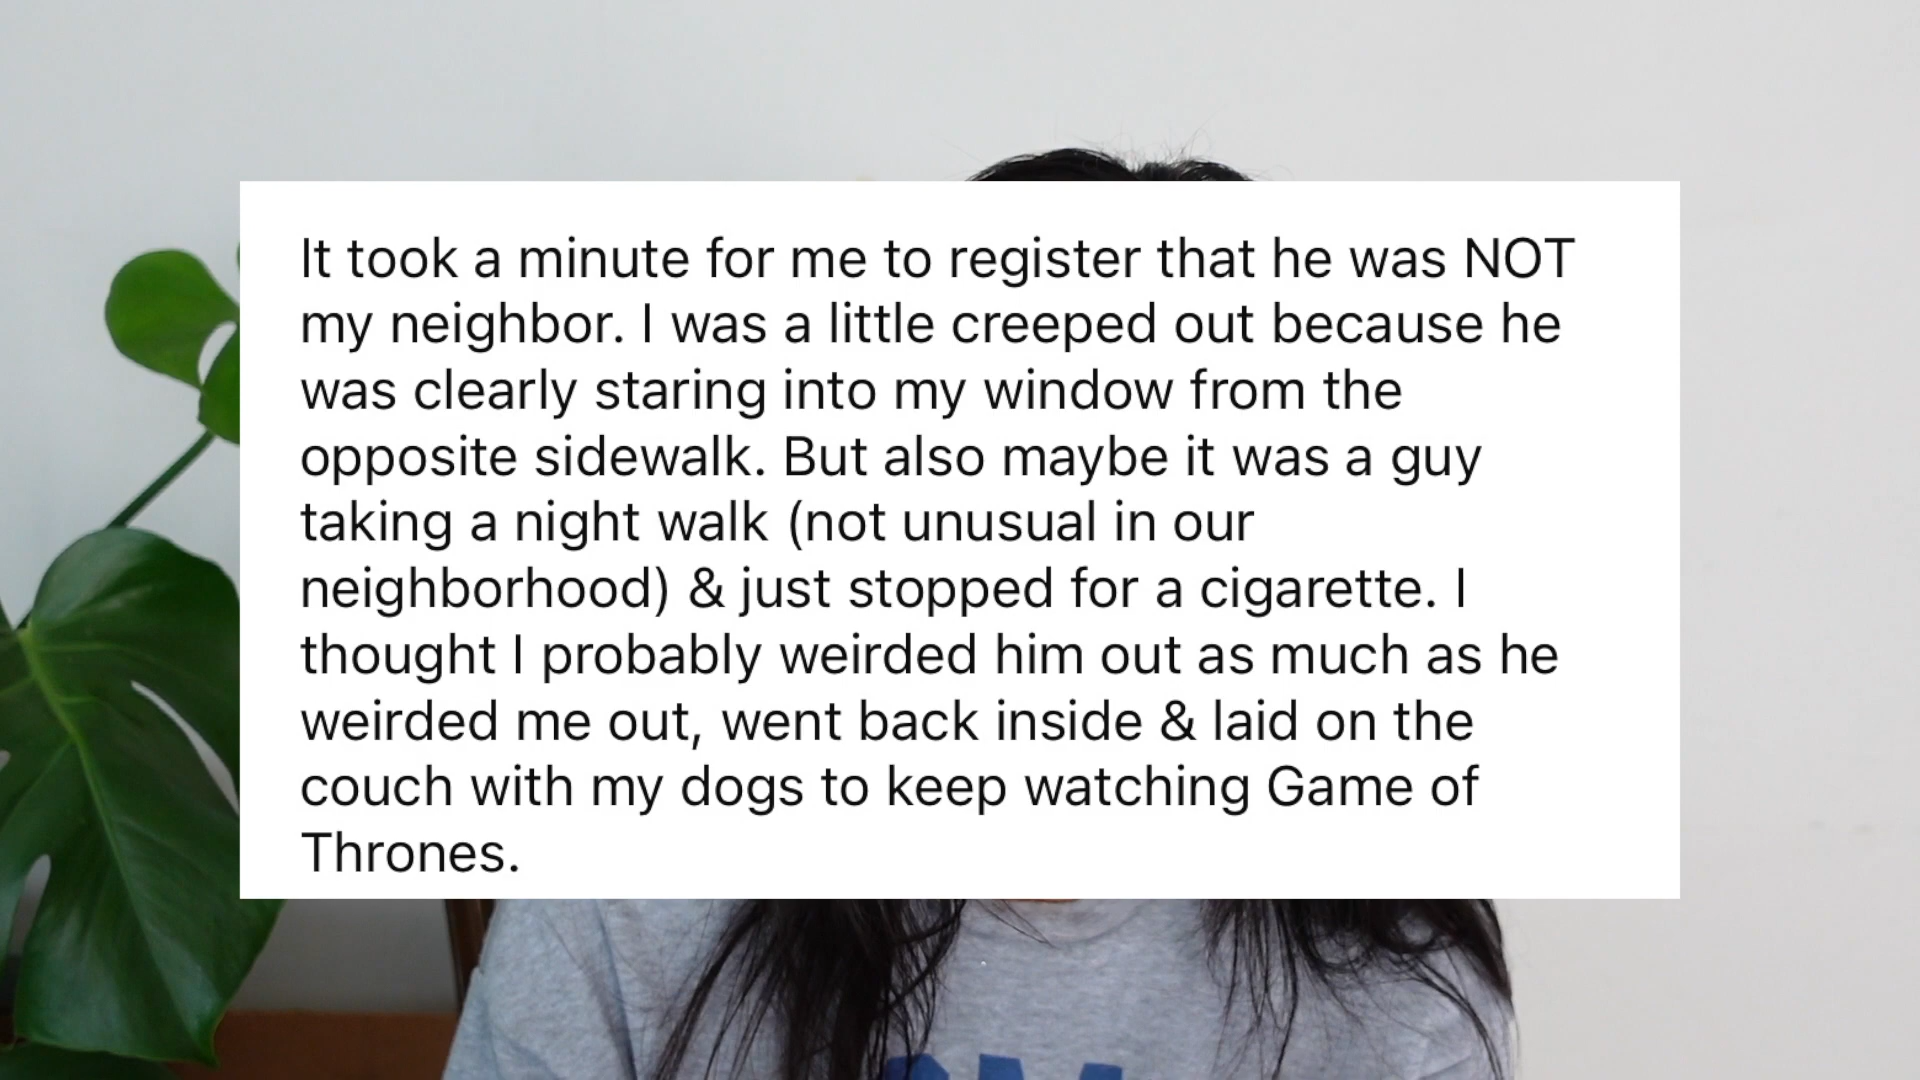 It took a minute for me to register that he was NOT
my neighbor. I was a little creeped out because he
was clearly staring into my window from the
opposite sidewalk. But also maybe it was a guy
taking a night walk (not unusual in our
neighborhood) & just stopped for a cigarette. I
thought I probably weirded him out as much as he
weirded me out, went back inside & laid on the
couch with my dogs to keep watching Game of
Thrones.